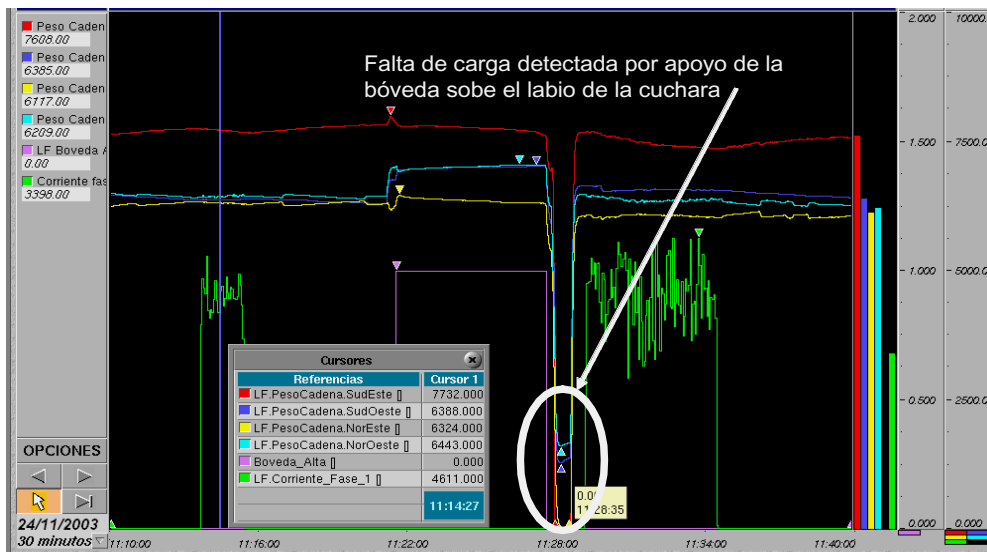 Peso Caden
7608.00
Peso Caden
6385.00
Peso Caden
6117.00
Peso Caden
6209.00
LF Boveda A
0.00
Corriente fas
3398.00
Falta de carga detectada por apoyo de la
bóveda sobe el labio de la cuchara
2.000
10000.
1.500
7500.0
1.000
5000.0
0.500
2500.0
0.000
0.000
Cursores
Referencias Cursor 1
LF.PesoCadena.SudEste [] 7732.000
LF.PesoCadena.SudOeste [] 6388.000
LF.PesoCadena.NorEste [] 6324.000
LF.PesoCadena.NorOeste [] 6443.000
Boveda_Alta [] 0.000
LF.Corriente_Fase_1 [] 4611.000
11:14:27
0.0
11:28:35
OPCIONES
24/11/2003
30 minutos
11:10:00
11:16:00
11:22:00
11:28:00
11:34:00
11:40:00